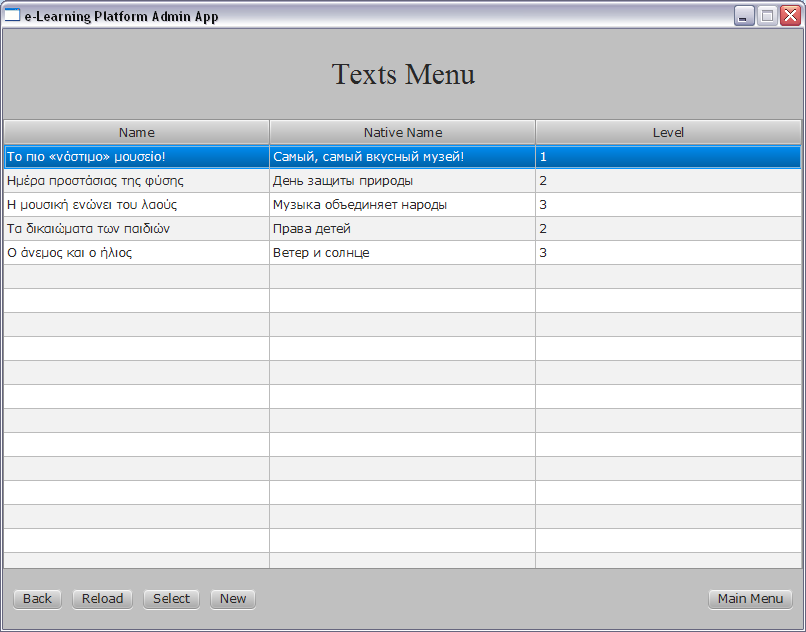 e-Learning Platform Admin App
Texts Menu
Name Native Name Level
Το πιο «νόστιμο» μουσείο! Самый, самый вкусный музей! 1
Ημέρα προστάσιας της φύσης День защиты природы 2
Η μουσική ενώνει του λαούς Музыка объединяет народы 3
Τα δικαιώματα των παιδιών Права детей 2
Ο άνεμος και ο ήλιος Ветер и солнце 3
Back Reload Select New Main Menu